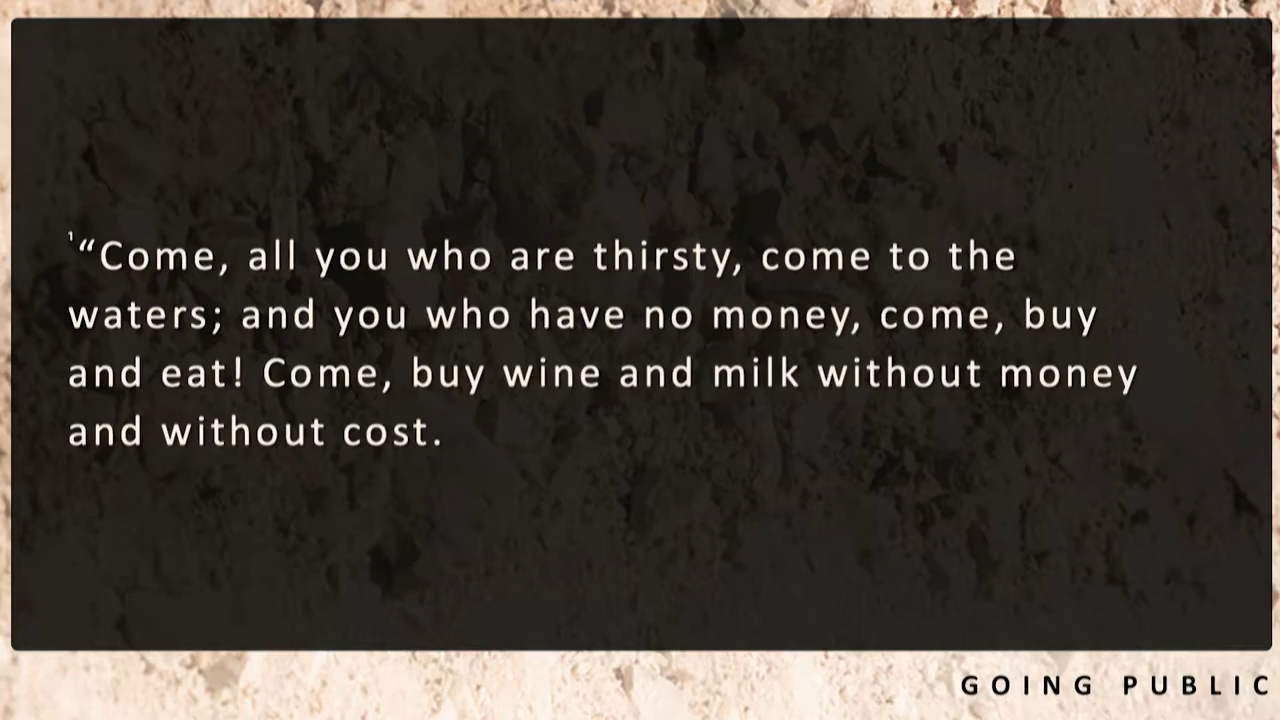 ¹“Come, all you who are thirsty, come to the
waters; and you who have no money, come, buy
and eat! Come, buy wine and milk without money
and without cost.
GOING PUBLIC